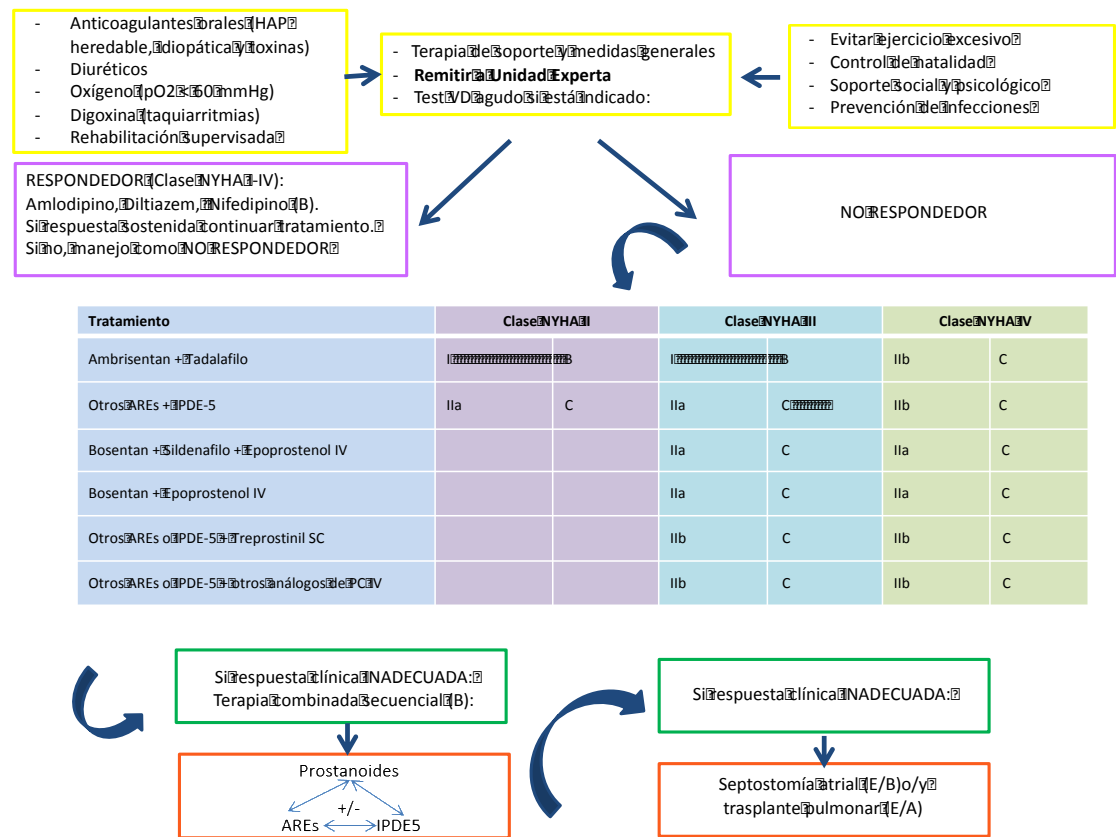 - Anticoagulantes orales (HAP
heredable, idiopática y toxinas)
- Diuréticos
- Oxígeno (pO2 < 60 mmHg)
- Digoxina (taquiarritmias)
- Rehabilitación supervisada
- Terapia de soporte y medidas generales
- Remitir a Unidad Experta
- Test VD agudo si está indicado:
- Evitar ejercicio excesivo
- Control de natalidad
- Soporte social y psicológico
- Prevención de infecciones
RESPONDEDOR (Clase NYHA I-IV):
Amlodipino, Diltiazem, Nifedipino (B).
Si respuesta sostenida continuar tratamiento.
Si no, manejo como NO RESPONDEDOR
NO RESPONDEDOR
Tratamiento Clase NYHA II Clase NYHA III Clase NYHA IV
Ambrisentan + Tadalafilo I B I B IIb C
Otros AREs + IPDE-5 IIa C IIa C IIb C
Bosentan + Sildenafilo + Epoprostenol IV IIa C IIa C
Bosentan + Epoprostenol IV IIa C IIa C
Otros AREs o IPDE-5 + Treprostinil SC IIb C IIb C
Otros AREs o IPDE-5 + otros análogos de PC IV IIb C IIb C
Si respuesta clínica INADECUADA:
Terapia combinada secuencial (B):
Si respuesta clínica INADECUADA:
Prostanoides
+/-
AREs IPDE5
Septostomía atrial (E/B) o/y
trasplante pulmonar (E/A)